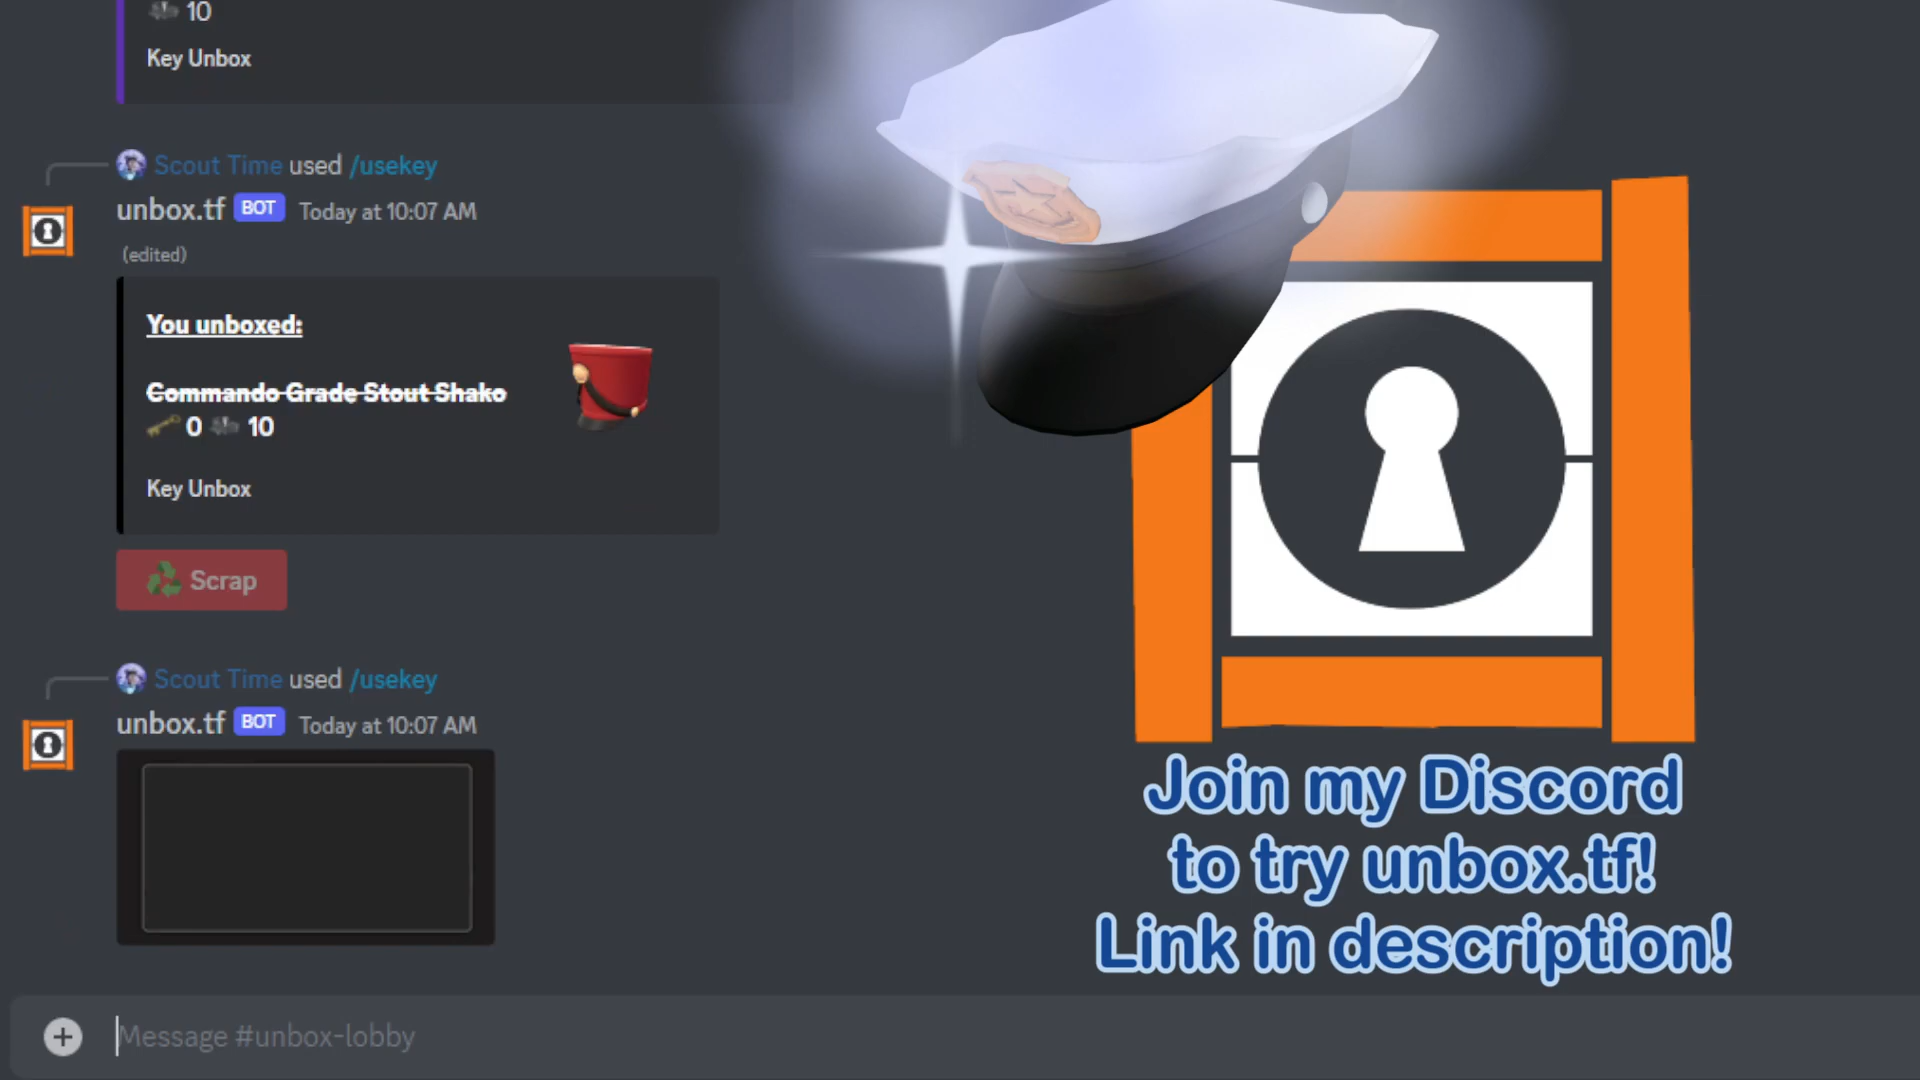 10
Key Unbox
Scout Time used /usekey
unbox.tf BOT Today at 10:07 AM
(edited)
You unboxed:
Commando Grade Stout Shako
0 10
Key Unbox
Scrap
Scout Time used /usekey
unbox.tf BOT Today at 10:07 AM
Message #unbox-lobby
Join my Discord
to try unbox.tf!
Link in description!